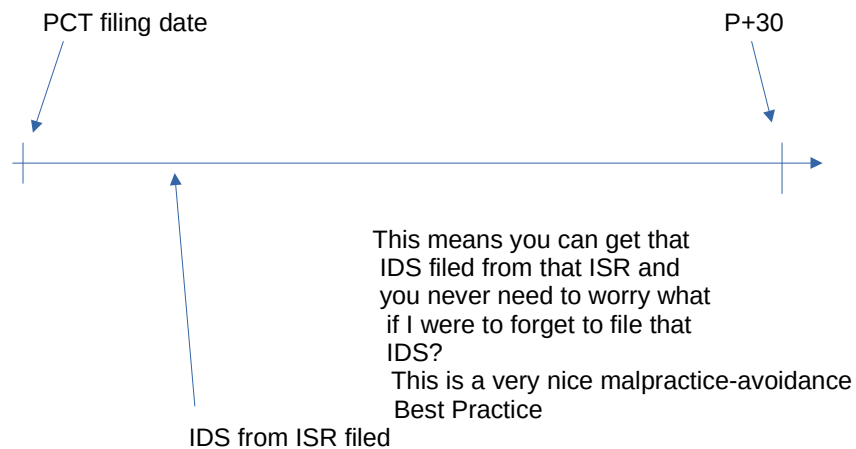 PCT filing date
P+30
This means you can get that
IDS filed from that ISR and
you never need to worry what
if I were to forget to file that
IDS?
This is a very nice malpractice-avoidance
Best Practice
IDS from ISR filed